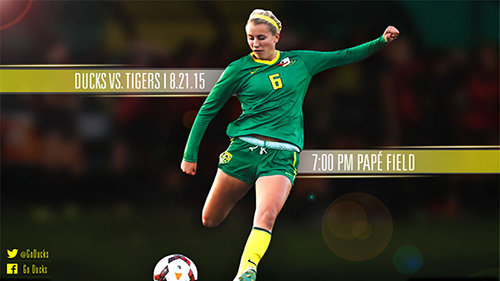 DUCKS VS. TIGERS | 8.21.15
6
7:00 PM PAPÉ FIELD
@GoDucks
Go Ducks